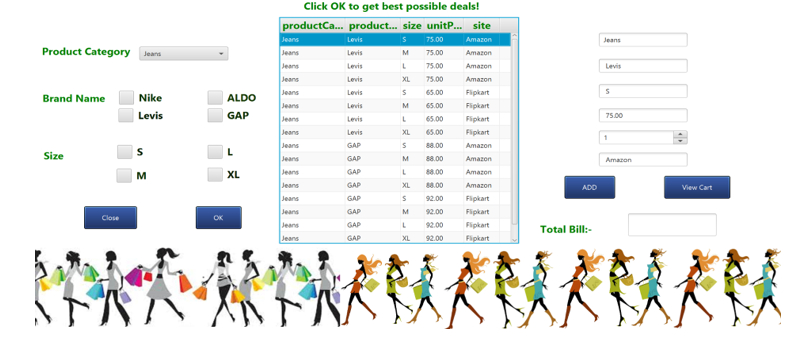 Click OK to get best possible deals!
Product Category Jeans
Brand Name Nike ALDO
Levis GAP
Size S L
M XL
Close OK
productCa... product... size unitP... site
Jeans Levis S 75.00 Amazon
Jeans Levis M 75.00 Amazon
Jeans Levis L 75.00 Amazon
Jeans Levis XL 75.00 Amazon
Jeans Levis S 65.00 Flipkart
Jeans Levis M 65.00 Flipkart
Jeans Levis L 65.00 Flipkart
Jeans Levis XL 65.00 Flipkart
Jeans GAP S 88.00 Amazon
Jeans GAP M 88.00 Amazon
Jeans GAP L 88.00 Amazon
Jeans GAP XL 88.00 Amazon
Jeans GAP S 92.00 Flipkart
Jeans GAP M 92.00 Flipkart
Jeans GAP L 92.00 Flipkart
Jeans GAP XL 92.00 Flipkart
Jeans
Levis
S
75.00
1
Amazon
ADD View Cart
Total Bill:-